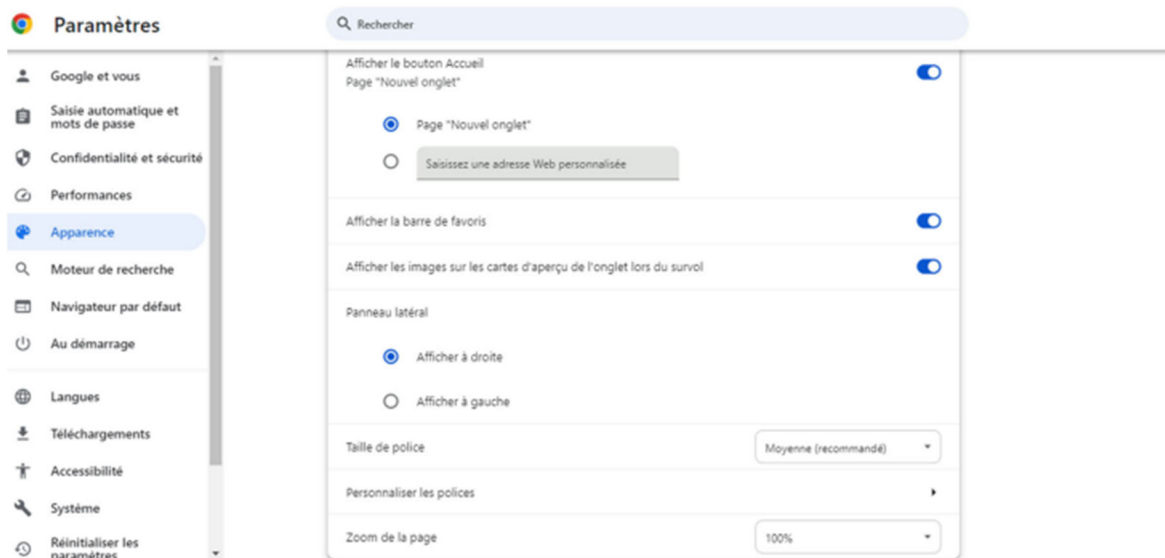 Paramètres
Rechercher
Google et vous
Saisie automatique et
mots de passe
Confidentialité et sécurité
Performances
Apparence
Moteur de recherche
Navigateur par défaut
Au démarrage
Langues
Téléchargements
Accessibilité
Système
Réinitialiser les
paramètres
Afficher le bouton Accueil
Page "Nouvel onglet"
Page "Nouvel onglet"
Saisissez une adresse Web personnalisée
Afficher la barre de favoris
Afficher les images sur les cartes d'aperçu de l'onglet lors du survol
Panneau latéral
Afficher à droite
Afficher à gauche
Taille de police
Moyenne (recommandé)
Personnaliser les polices
Zoom de la page
100%